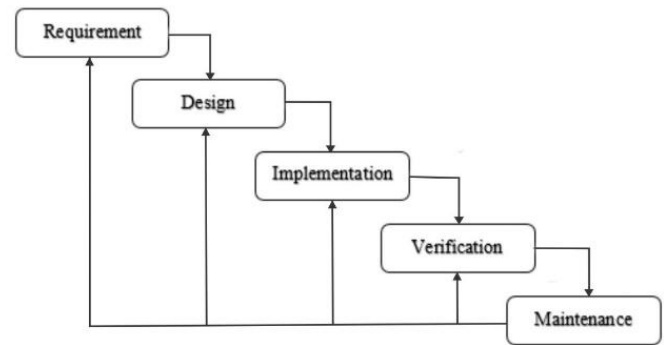 Requirement
Design
Implementation
Verification
Maintenance